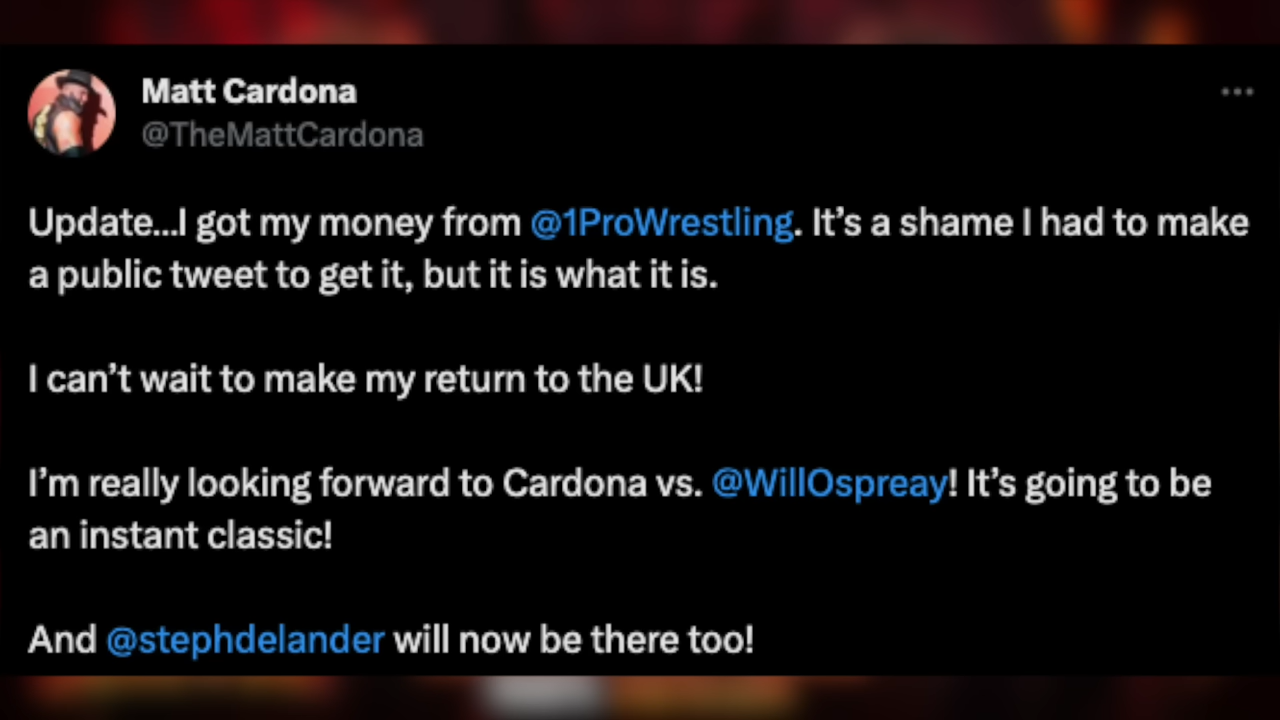 Matt Cardona
@TheMattCardona
Update...I got my money from @1ProWrestling. It’s a shame I had to make
a public tweet to get it, but it is what it is.
I can’t wait to make my return to the UK!
I’m really looking forward to Cardona vs. @WillOspreay! It’s going to be
an instant classic!
And @stephdelander will now be there too!